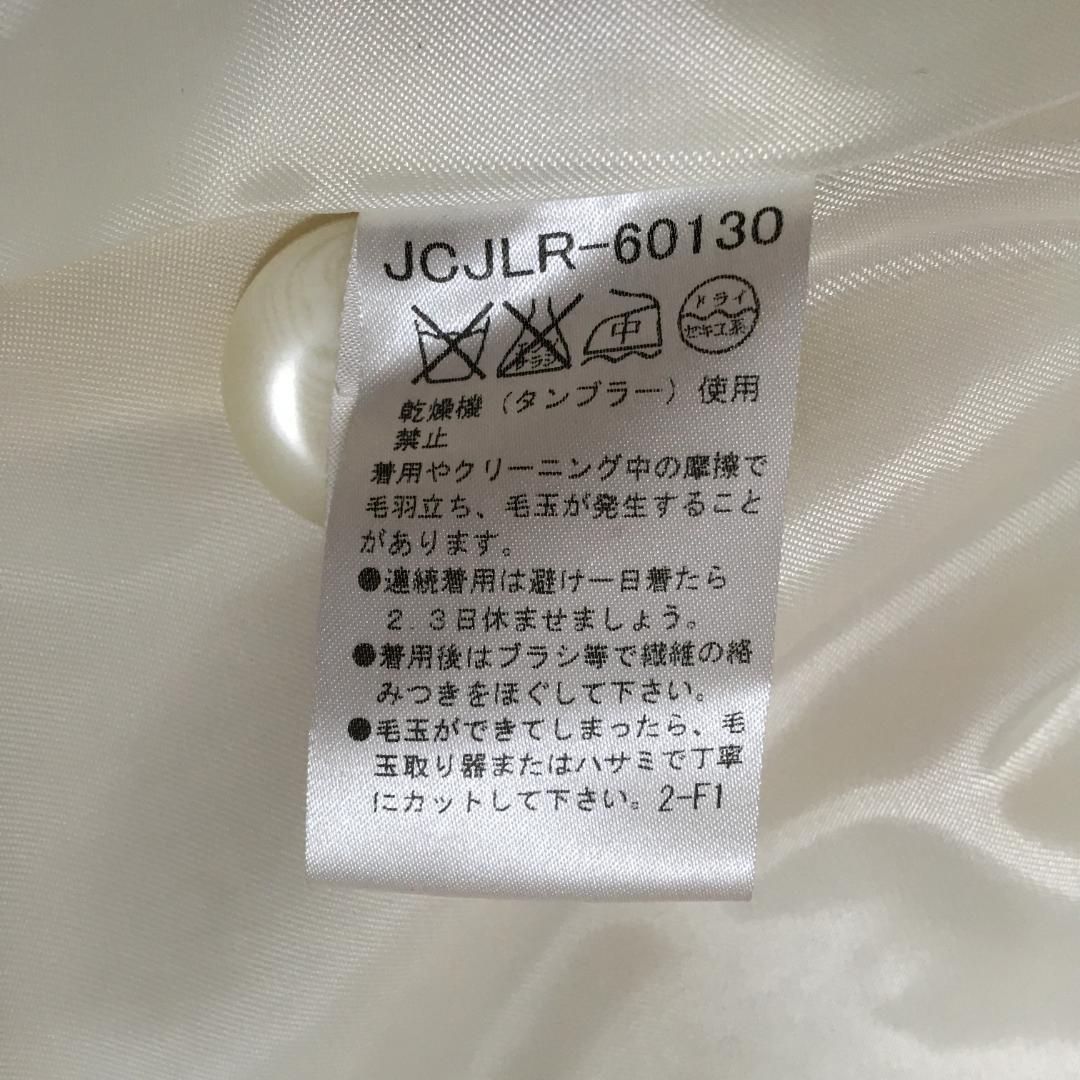 JCJLR-60130
エンソサラシ
中
ドライ
セキユ系
乾燥機（タンブラー）使用
禁止
着用やクリーニング中の摩擦で
毛羽立ち、毛玉が発生すること
があります。
●連続着用は避け一日着たら
２.３日休ませましょう。
●着用後はブラシ等で繊維の絡
みつきをほぐして下さい。
●毛玉ができてしまったら、毛
玉取り器またはハサミで丁寧
にカットして下さい。2-F1